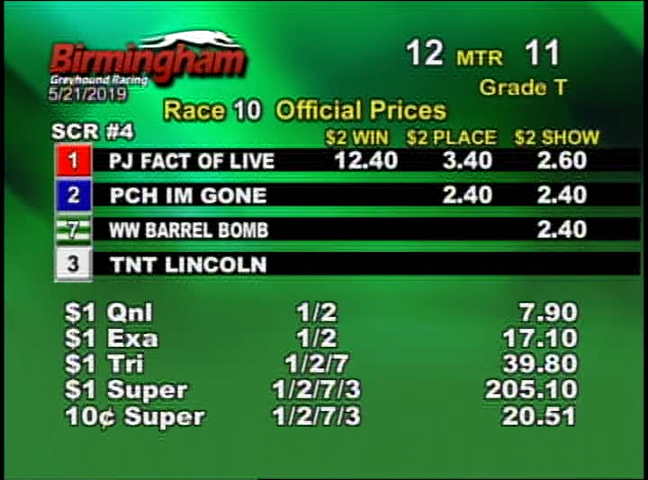 Birmingham
Greyhound Racing
5/21/2019
12 MTR 11
Grade T
Race 10 Official Prices
SCR #4
$2 WIN $2 PLACE $2 SHOW
1 PJ FACT OF LIVE 12.40 3.40 2.60
2 PCH IM GONE 2.40 2.40
7 WW BARREL BOMB 2.40
3 TNT LINCOLN
$1 Qnl 1/2 7.90
$1 Exa 1/2 17.10
$1 Tri 1/2/7 39.80
$1 Super 1/2/7/3 205.10
10¢ Super 1/2/7/3 20.51